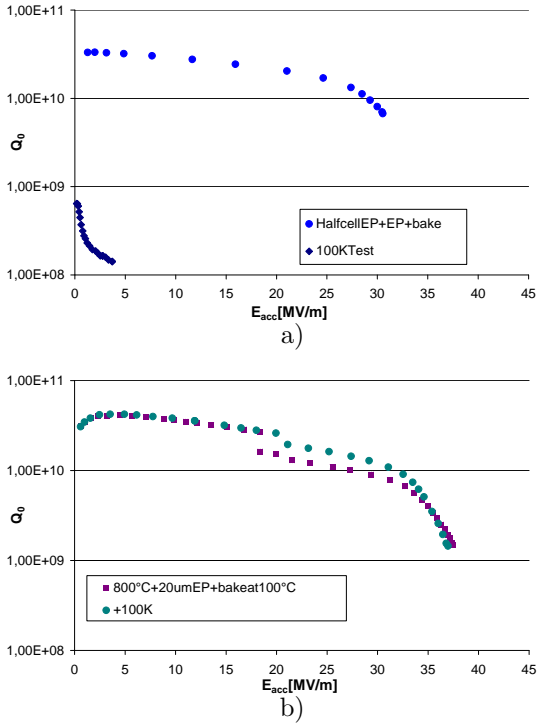 1,00E+11
1,00E+10
1,00E+09
1,00E+08
Q0
0 5 10 15 20 25 30 35 40 45
Eacc[MV/m]
HalfcellEP+EP+bake
100KTest
a)
1,00E+11
1,00E+10
1,00E+09
1,00E+08
Q0
0 5 10 15 20 25 30 35 40 45
Eacc[MV/m]
800°C+20umEP+bakeat100°C
+100K
b)